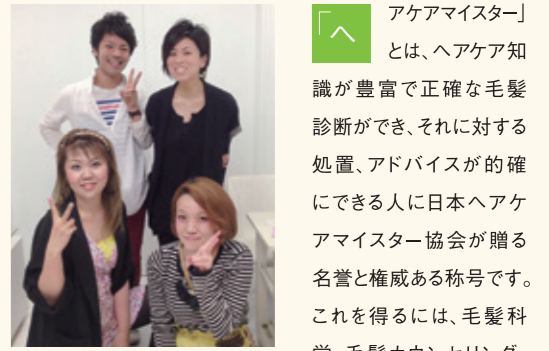 「ヘアケアマイスター」
とは、ヘアケア知
識が豊富で正確な毛髪
診断ができ、それに対する
処置、アドバイスが的確
にできる人に日本ヘアケ
アマイスター協会が贈る
名誉と権威ある称号です。
これを得るには、毛髪科